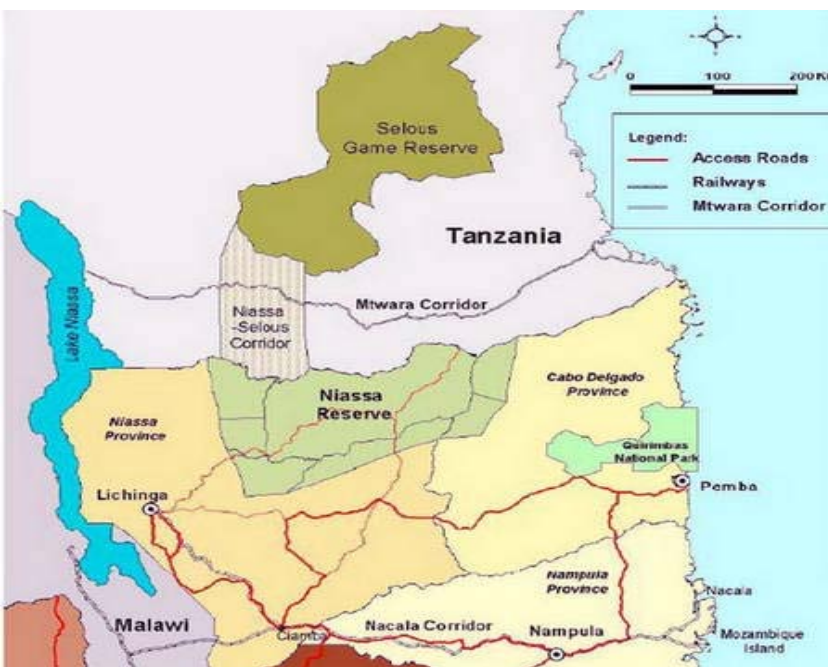 0 100 200 K
Legend:
Access Roads
Railways
Mtwara Corridor
Selous
Game Reserve
Tanzania
Lake Niassa
Niassa
-Selous
Corridor
Mtwara Corridor
Niassa
Province
Niassa
Reserve
Cabo Delgado
Province
Quirimbas
National Park
Lichinga
Pemba
Malawi
Nampula
Province
Nacala
Nacala Corridor
Nampula
Mozambique
Island